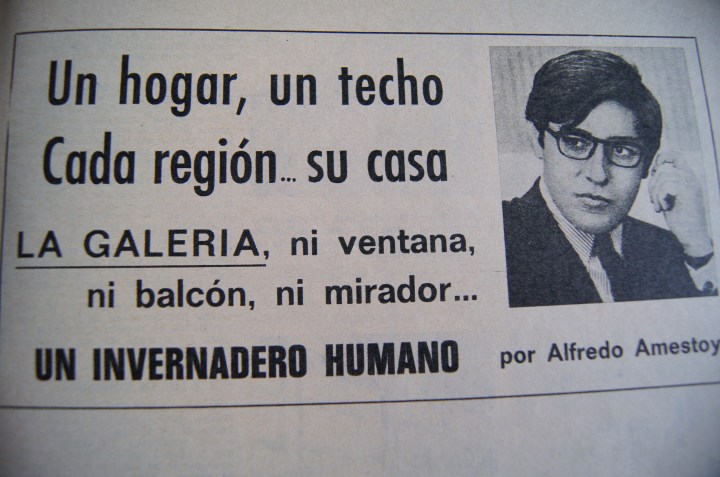 Un hogar, un techo
Cada región... su casa
LA GALERIA, ni ventana,
ni balcón, ni mirador...
UN INVERNADERO HUMANO
por Alfredo Amestoy